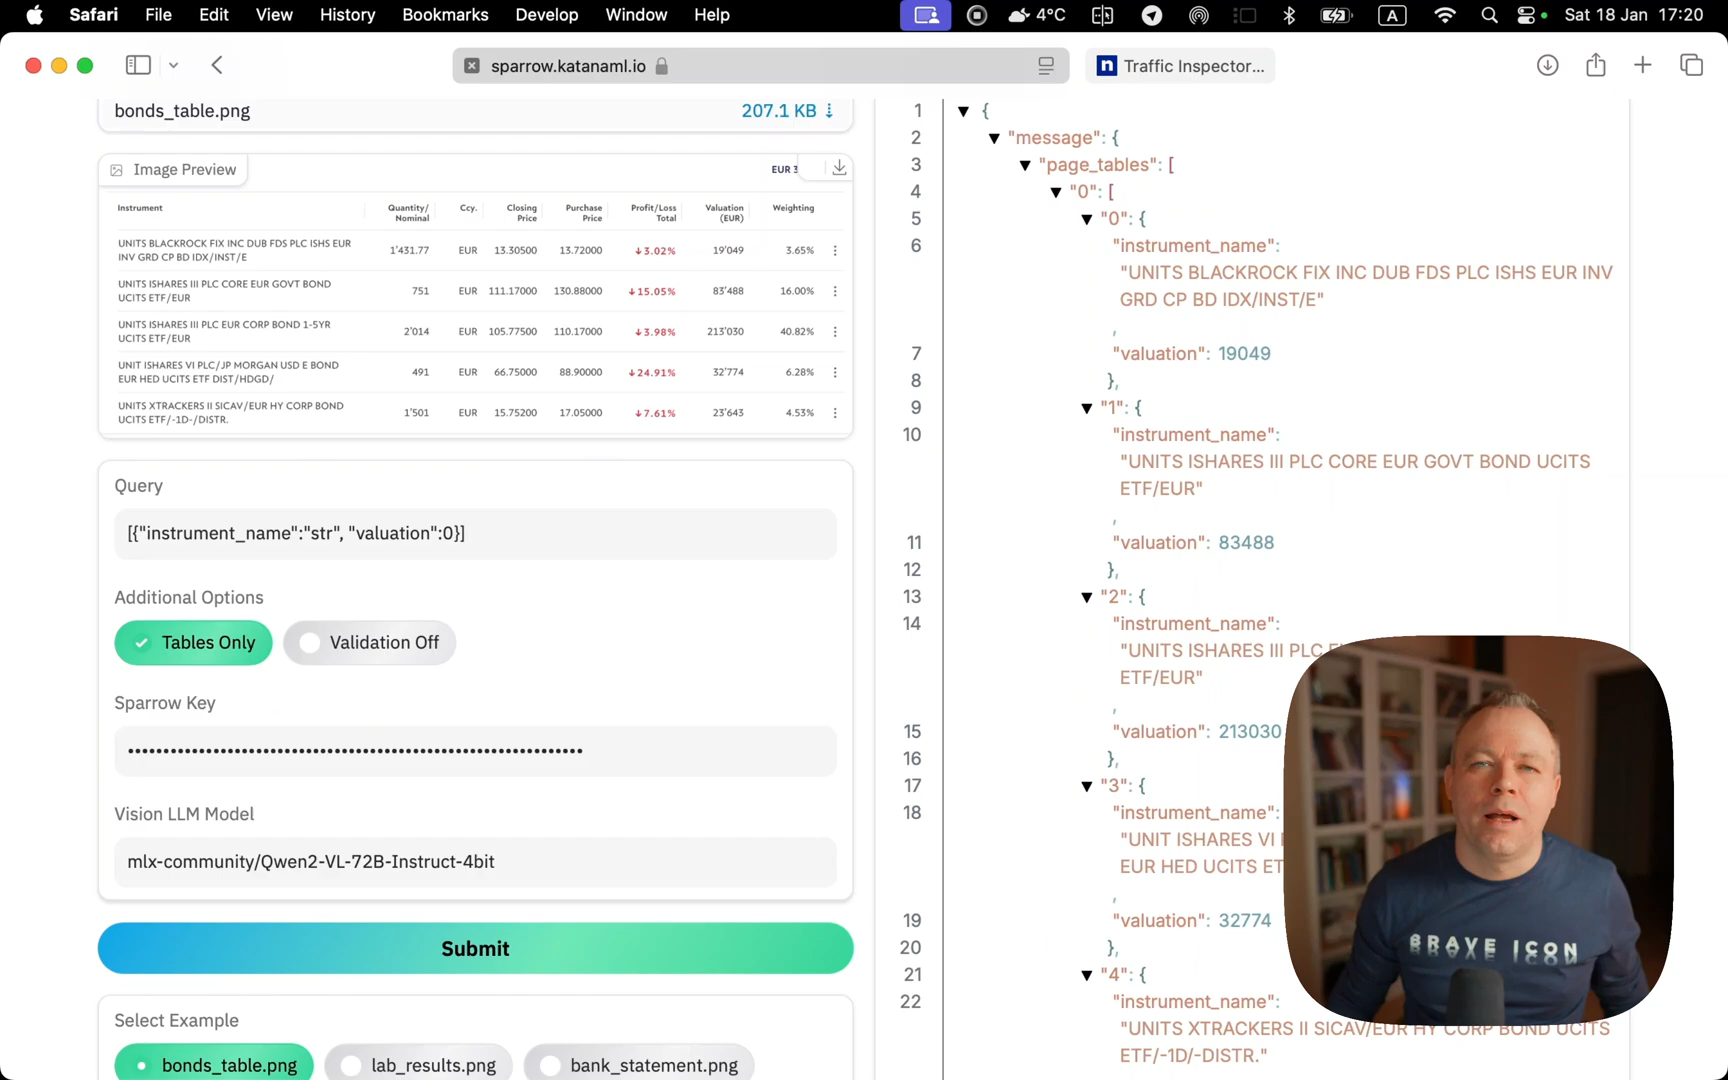 Safari File Edit View History Bookmarks Develop Window Help
4°C A Sat 18 Jan 17:20
sparrow.katanaml.io
n Traffic Inspector...
bonds_table.png 207.1 KB ↓
Image Preview
EUR 3
Instrument Quantity/ Nominal Ccy. Closing Price Purchase Price Profit/Loss Total Valuation (EUR) Weighting
UNITS BLACKROCK FIX INC DUB FDS PLC ISHS EUR
INV GRD CP BD IDX/INST/E
1'431.77 EUR 13.30500 13.72000 ↓3.02% 19'049 3.65%
UNITS ISHARES III PLC CORE EUR GOVT BOND
UCITS ETF/EUR
751 EUR 111.17000 130.88000 ↓15.05% 83'488 16.00%
UNITS ISHARES III PLC EUR CORP BOND 1-5YR
UCITS ETF/EUR
2'014 EUR 105.77500 110.17000 ↓3.98% 213'030 40.82%
UNIT ISHARES VI PLC/JP MORGAN USD E BOND
EUR HED UCITS ETF DIST/HDGD/
491 EUR 66.75000 88.90000 ↓24.91% 32'774 6.28%
UNITS XTRACKERS II SICAV/EUR HY CORP BOND
UCITS ETF/-1D-/DISTR.
1'501 EUR 15.75200 17.05000 ↓7.61% 23'643 4.53%
Query
[{"instrument_name":"str", "valuation":0}]
Additional Options
Tables Only Validation Off
Sparrow Key
••••••••••••••••••••••••••••••••••••••••••••••••••••••••••••••••
Vision LLM Model
mlx-community/Qwen2-VL-72B-Instruct-4bit
Submit
Select Example
bonds_table.png lab_results.png bank_statement.png
1 {
2 "message": {
3 "page_tables": [
4 "0": [
5 "0": {
6 "instrument_name":
"UNITS BLACKROCK FIX INC DUB FDS PLC ISHS EUR INV
GRD CP BD IDX/INST/E"
,
7 "valuation": 19049
8 },
9 "1": {
10 "instrument_name":
"UNITS ISHARES III PLC CORE EUR GOVT BOND UCITS
ETF/EUR"
,
11 "valuation": 83488
12 },
13 "2": {
14 "instrument_name":
"UNITS ISHARES III PLC
ETF/EUR"
,
15 "valuation": 213030
16 },
17 "3": {
18 "instrument_name":
"UNIT ISHARES VI
EUR HED UCITS ET
,
19 "valuation": 32774
20 },
21 "4": {
22 "instrument_name":
"UNITS XTRACKERS II SICAV/EUR HY CORP BOND UCITS
ETF/-1D/-DISTR."
BRAVE ICON